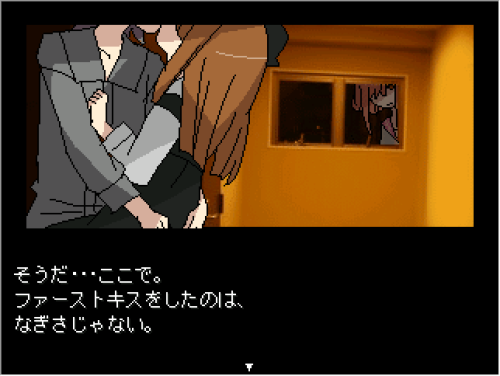 そうだ･･･ここで。
ファーストキスをしたのは、
なぎさじゃない。